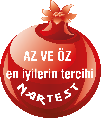 AZ VE ÖZ
en iyilerin tercihi
NARTEST